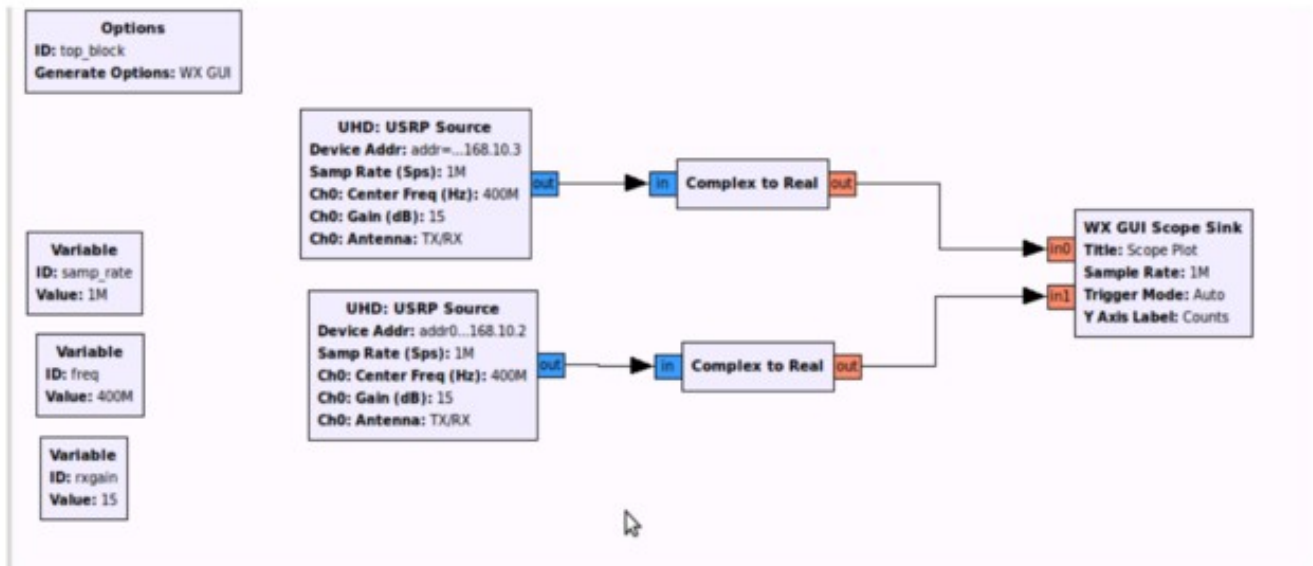 Options
ID: top_block
Generate Options: WX GUI
UHD: USRP Source
Device Addr: addr=...168.10.3
Samp Rate (Sps): 1M
Ch0: Center Freq (Hz): 400M
Ch0: Gain (dB): 15
Ch0: Antenna: TX/RX
out
in
Complex to Real
out
Variable
ID: samp_rate
Value: 1M
UHD: USRP Source
Device Addr: addr0...168.10.2
Samp Rate (Sps): 1M
Ch0: Center Freq (Hz): 400M
Ch0: Gain (dB): 15
Ch0: Antenna: TX/RX
out
in
Complex to Real
out
in0
in1
WX GUI Scope Sink
Title: Scope Plot
Sample Rate: 1M
Trigger Mode: Auto
Y Axis Label: Counts
Variable
ID: freq
Value: 400M
Variable
ID: rxgain
Value: 15